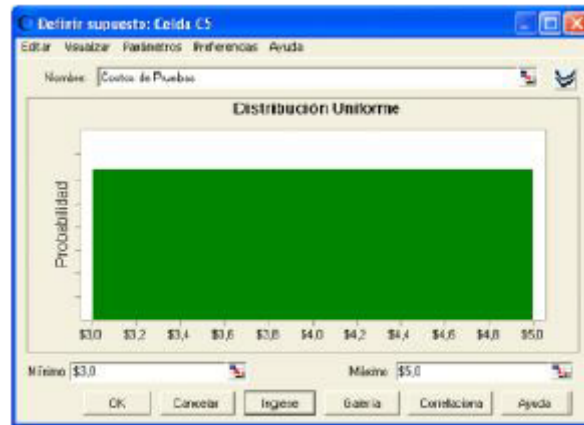 Definir supuesto: Celda C5
Editar Visualizar Parámetros Preferencias Ayuda
Nombre: Costos de Pruebas
Distribución Uniforme
Probabilidad
$3,0 $3,2 $3,4 $3,6 $3,8 $4,0 $4,2 $4,4 $4,6 $4,8 $5,0
Mínimo $3,0 Máximo $5,0
OK Cancelar Ingrese Galería Correlaciona Ayuda